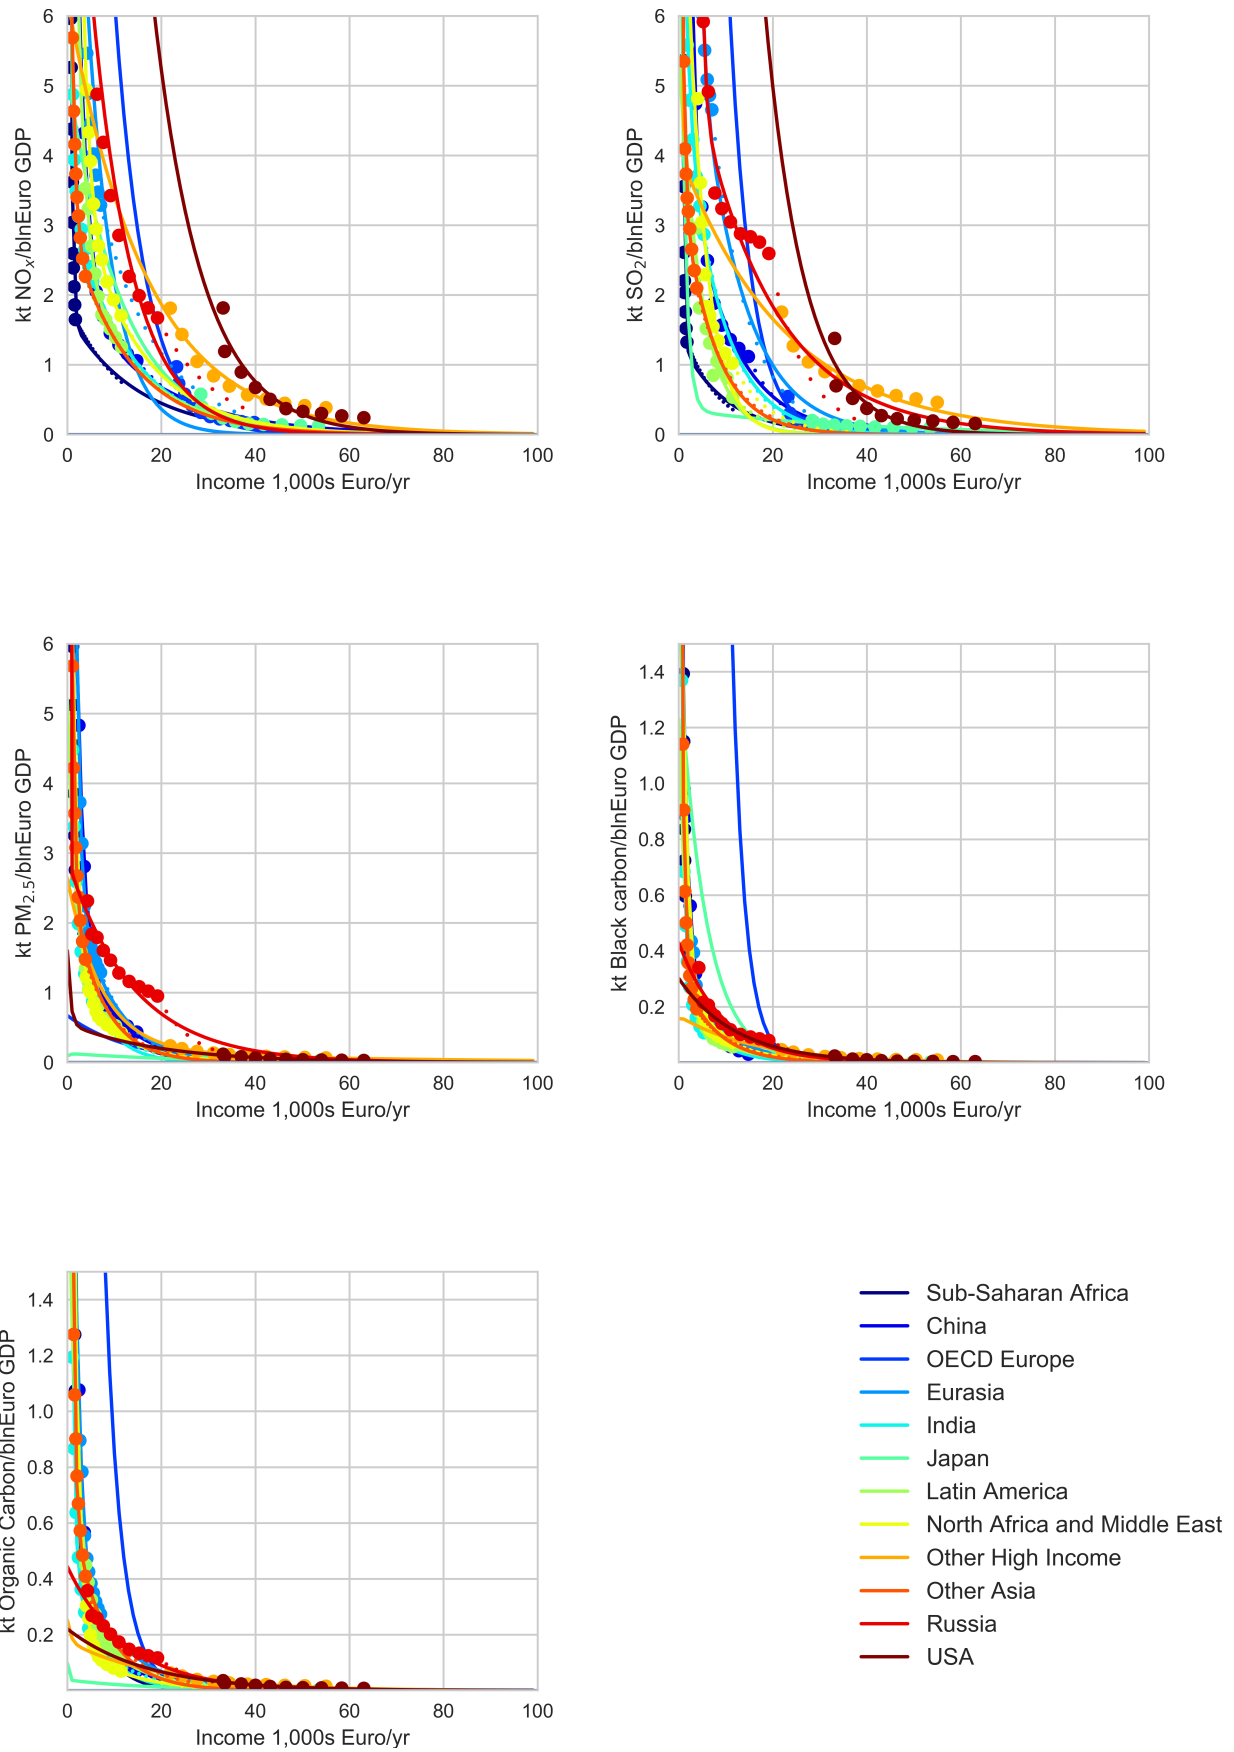 6
5
4
3
2
1
0
kt NOx/blnEuro GDP
0 20 40 60 80 100
Income 1,000s Euro/yr
6
5
4
3
2
1
0
kt SO2/blnEuro GDP
0 20 40 60 80 100
Income 1,000s Euro/yr
6
5
4
3
2
1
0
kt PM2.5/blnEuro GDP
0 20 40 60 80 100
Income 1,000s Euro/yr
1.4
1.2
1.0
0.8
0.6
0.4
0.2
kt Black carbon/blnEuro GDP
0 20 40 60 80 100
Income 1,000s Euro/yr
1.4
1.2
1.0
0.8
0.6
0.4
0.2
kt Organic Carbon/blnEuro GDP
0 20 40 60 80 100
Income 1,000s Euro/yr
Sub-Saharan Africa
China
OECD Europe
Eurasia
India
Japan
Latin America
North Africa and Middle East
Other High Income
Other Asia
Russia
USA